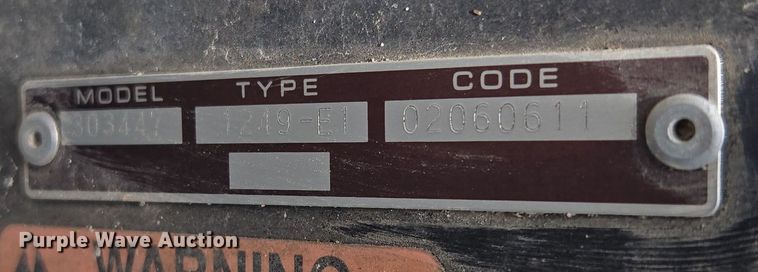 MODEL TYPE CODE
303447 1249-E1 02060611
Purple Wave Auction
WARNING